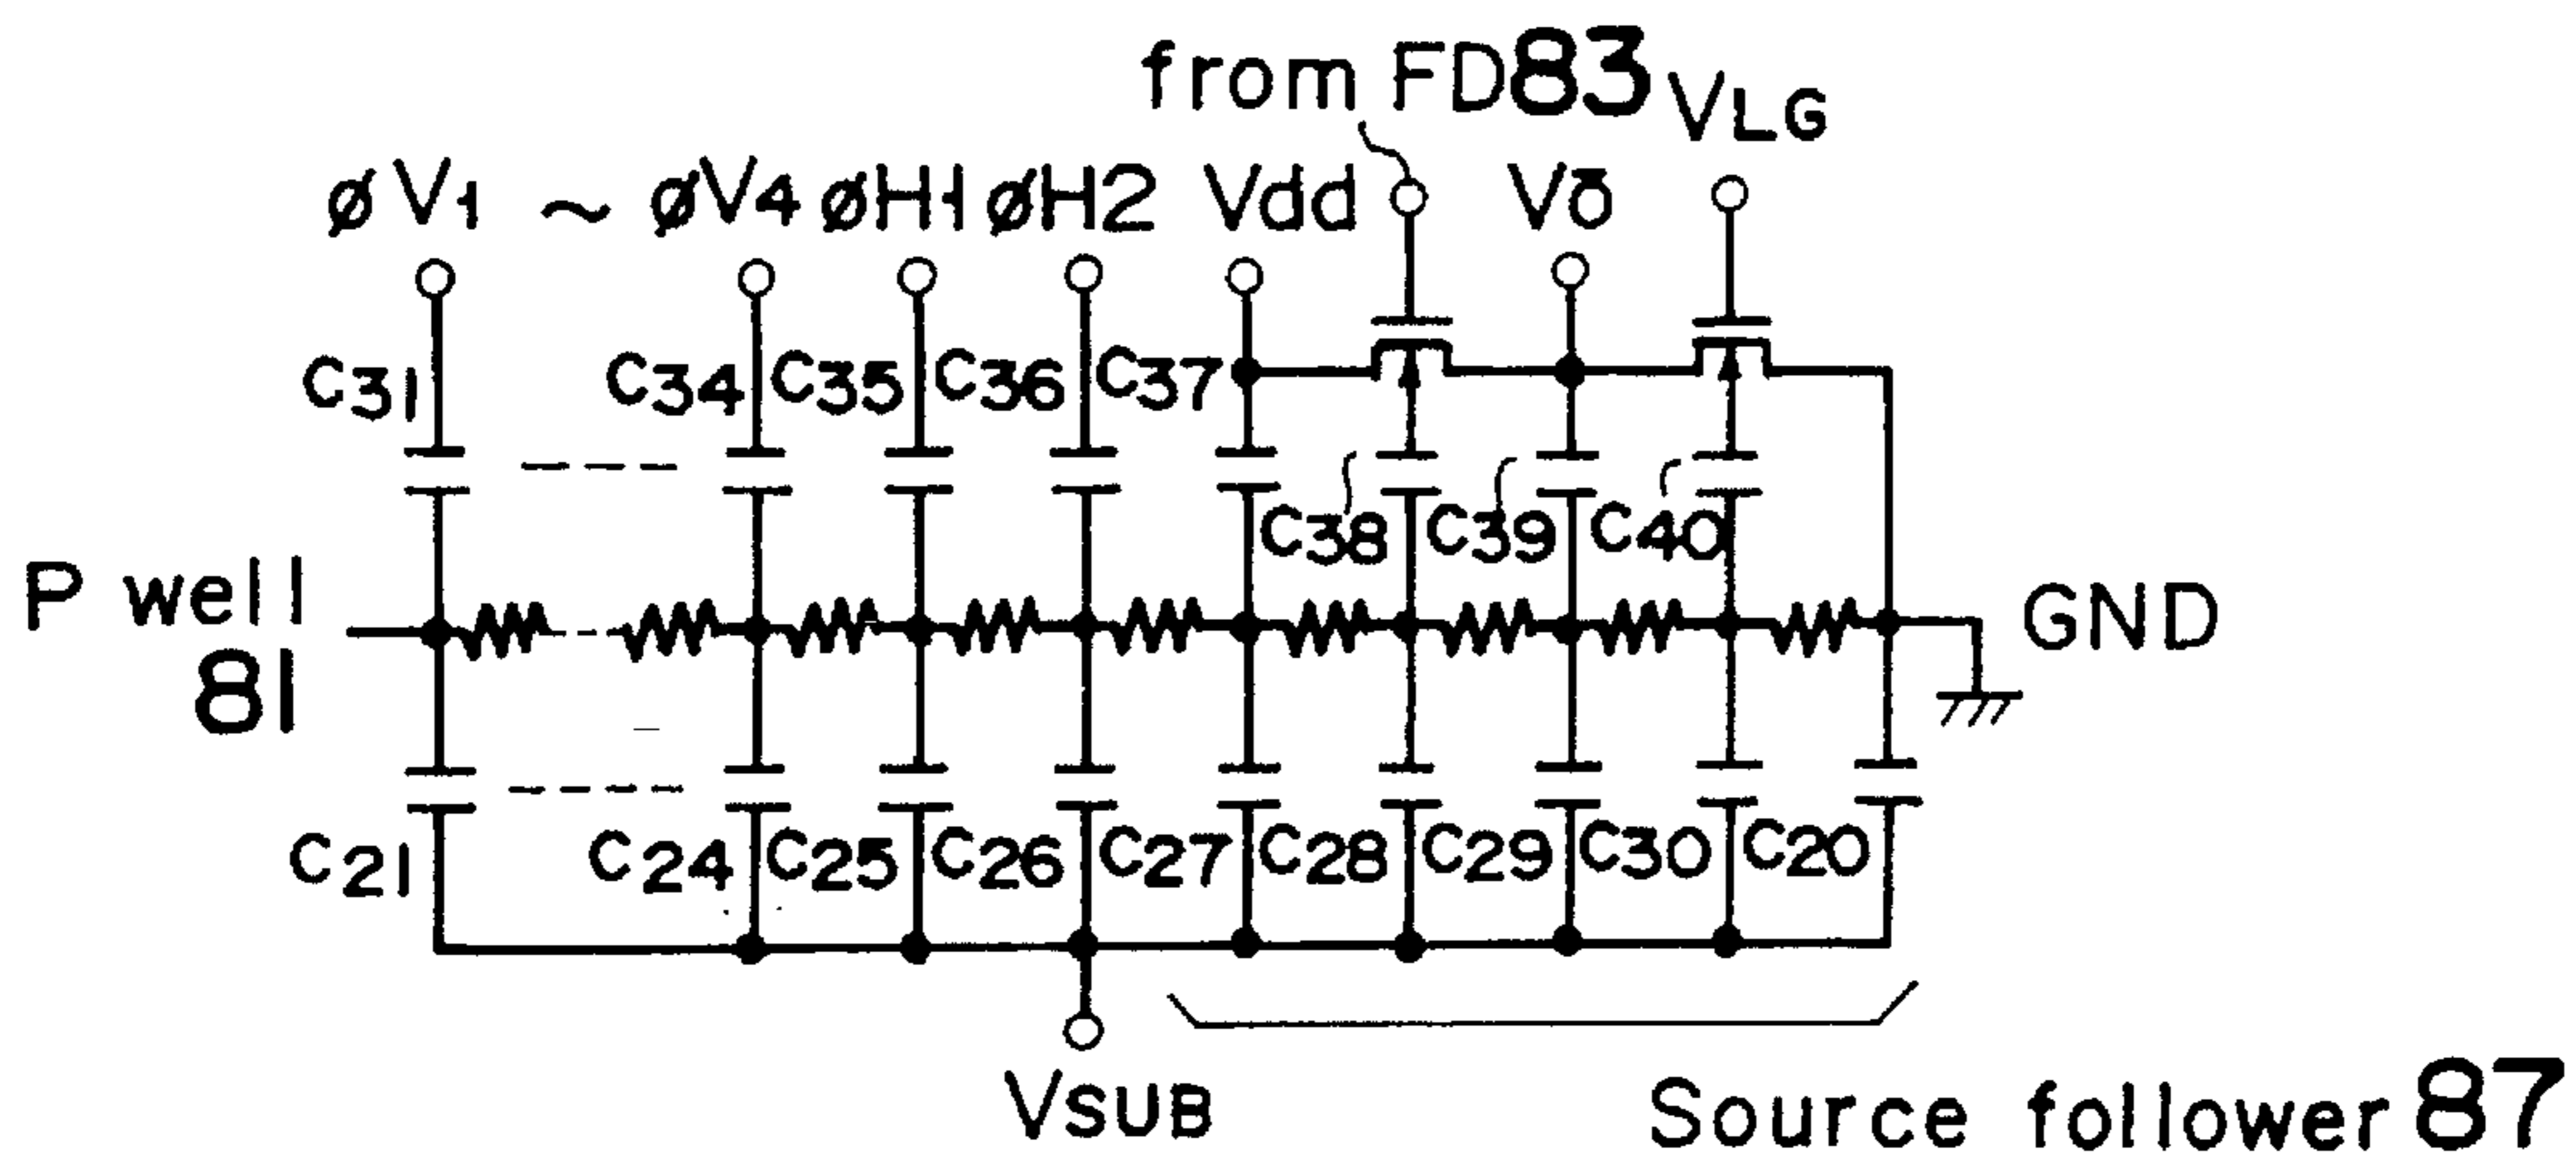 from FD83 VLG
øV1 ~ øV4 øH1 øH2 Vdd Vo
C31 C34 C35 C36 C37
C38 C39 C40
P well
81
GND
C21 C24 C25 C26 C27 C28 C29 C30 C20
VSUB
Source follower 87